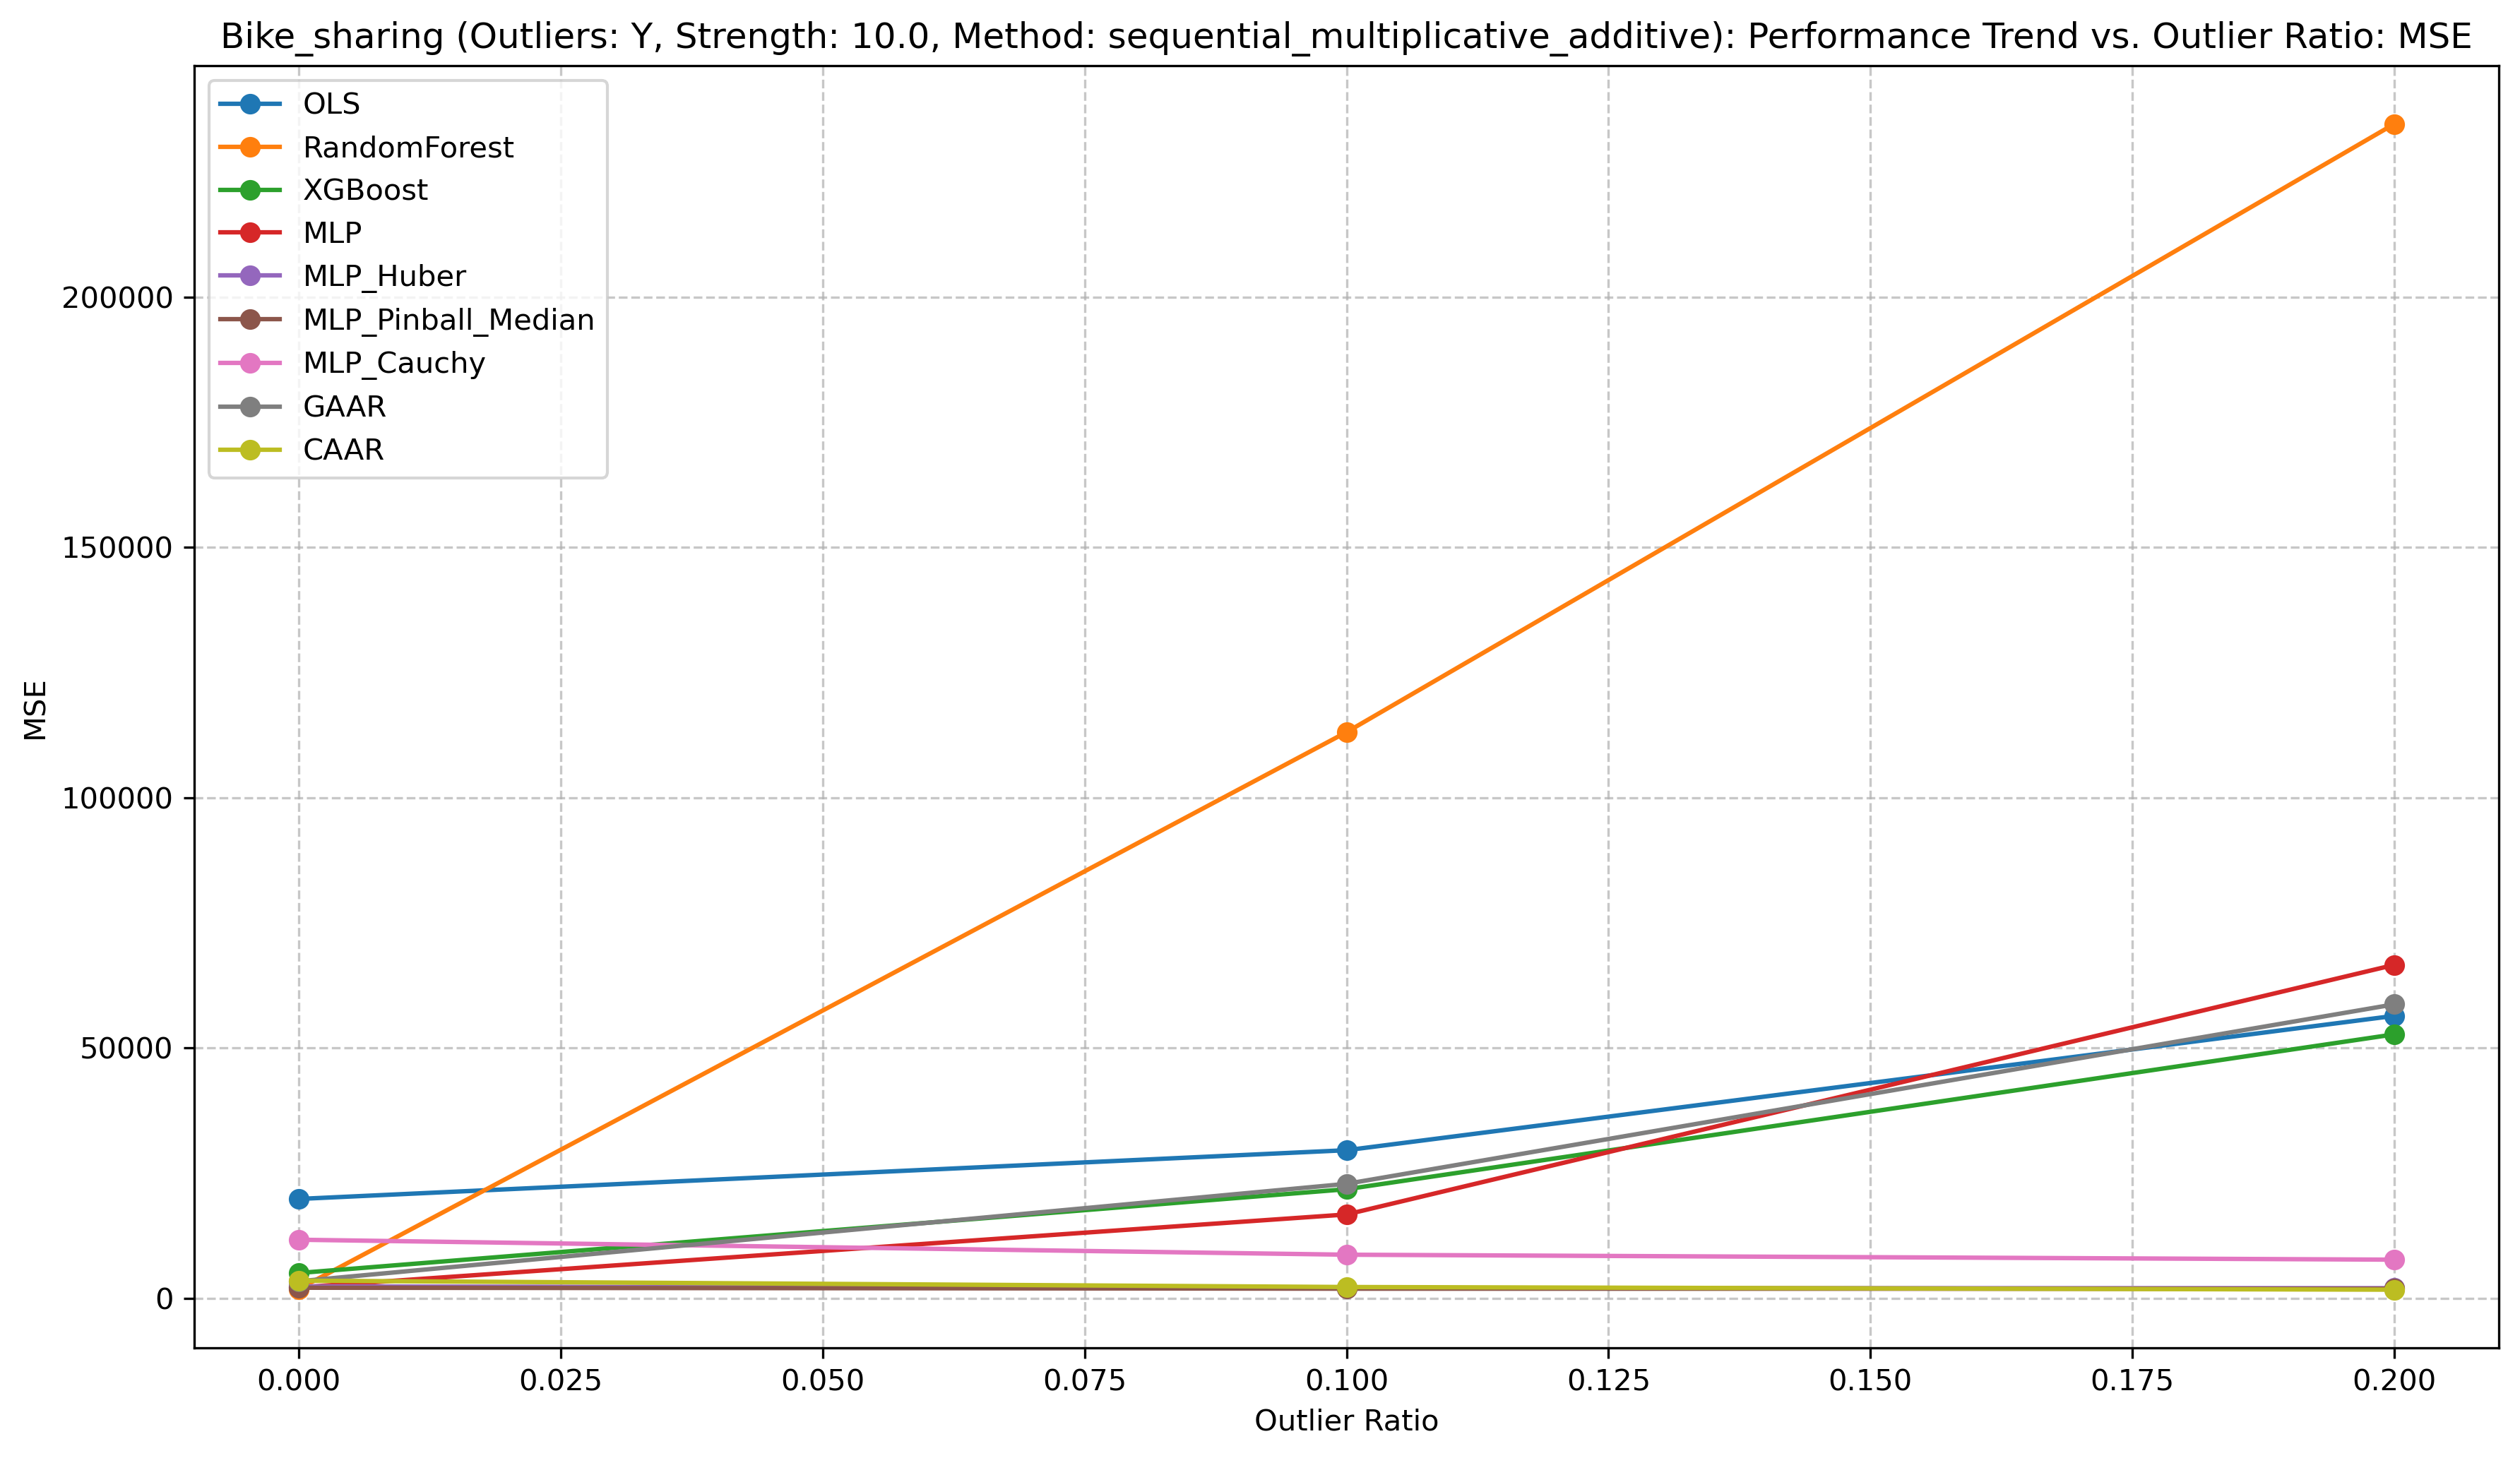 Bike_sharing (Outliers: Y, Strength: 10.0, Method: sequential_multiplicative_additive): Performance Trend vs. Outlier Ratio: MSE
OLS
RandomForest
XGBoost
MLP
MLP_Huber
MLP_Pinball_Median
MLP_Cauchy
GAAR
CAAR
MSE
200000
150000
100000
50000
0
0.000
0.025
0.050
0.075
0.100
0.125
0.150
0.175
0.200
Outlier Ratio